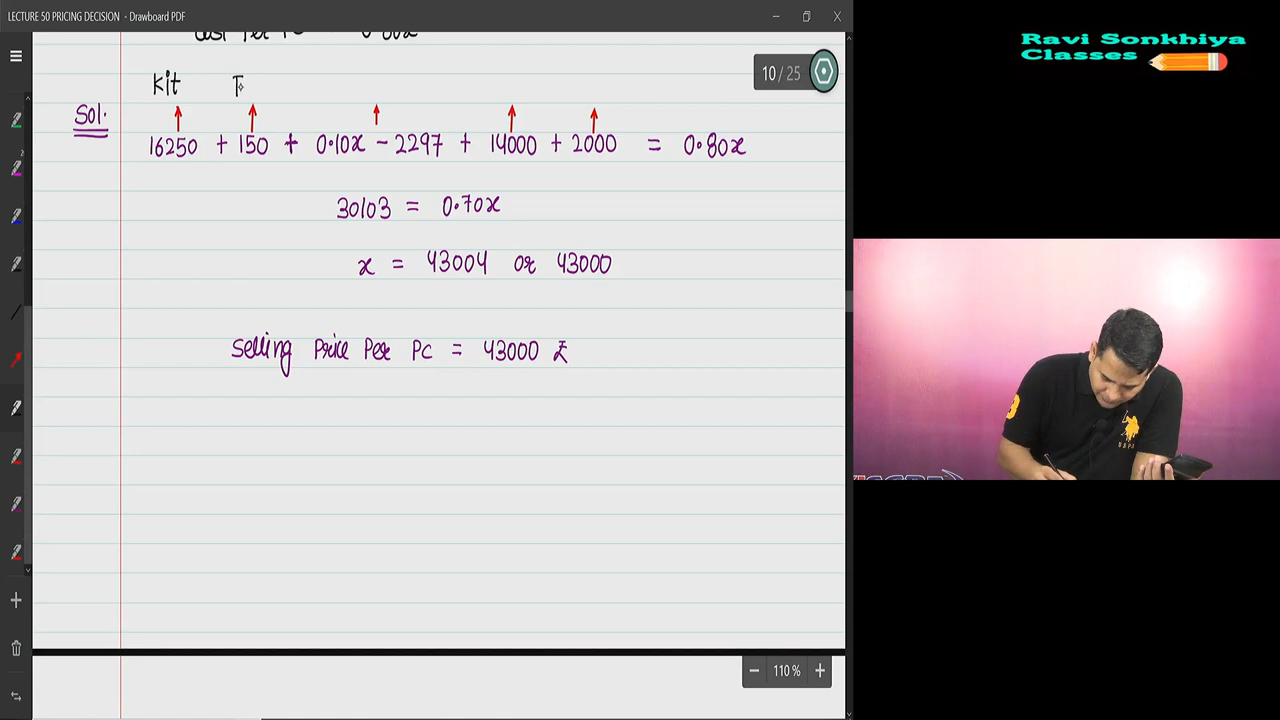 LECTURE 50 PRICING DECISION - Drawboard PDF
Ravi Sonkhiya
Classes
10 / 25
Kit
Sol.
16250 + 150 + 0.10x - 2297 + 14000 + 2000 = 0.80x
30103 = 0.70x
x = 43004 or 43000
Selling Price Per PC = 43000 ₹
110 %